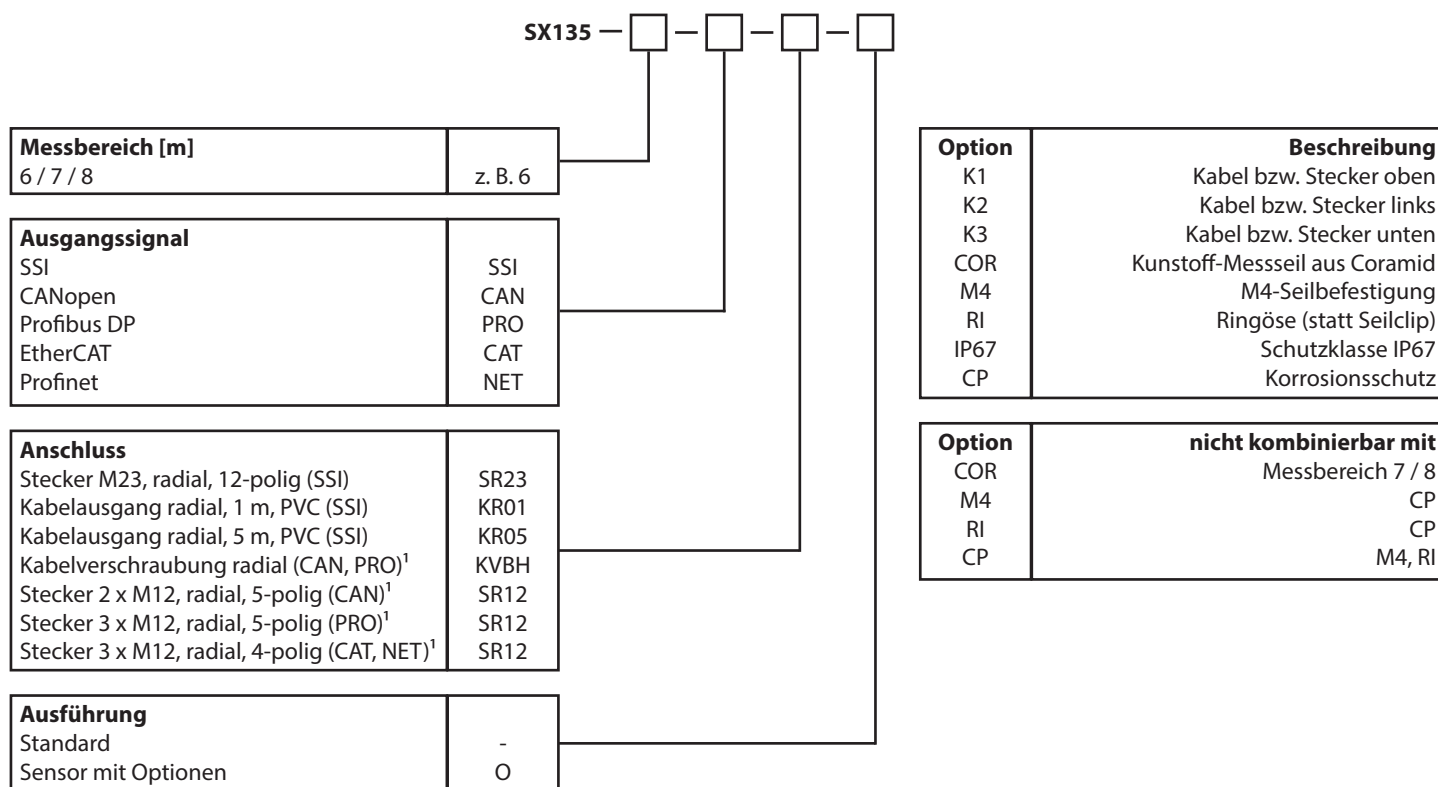 SX135
Messbereich [m]
6 / 7 / 8 z. B. 6
Ausgangssignal
SSI SSI
CANopen CAN
Profibus DP PRO
EtherCAT CAT
Profinet NET
Anschluss
Stecker M23, radial, 12-polig (SSI) SR23
Kabelausgang radial, 1 m, PVC (SSI) KR01
Kabelausgang radial, 5 m, PVC (SSI) KR05
Kabelverschraubung radial (CAN, PRO)¹ KVBH
Stecker 2 x M12, radial, 5-polig (CAN)¹ SR12
Stecker 3 x M12, radial, 5-polig (PRO)¹ SR12
Stecker 3 x M12, radial, 4-polig (CAT, NET)¹ SR12
Ausführung
Standard -
Sensor mit Optionen O
Option Beschreibung
K1 Kabel bzw. Stecker oben
K2 Kabel bzw. Stecker links
K3 Kabel bzw. Stecker unten
COR Kunstoff-Messseil aus Coramid
M4 M4-Seilbefestigung
RI Ringöse (statt Seilclip)
IP67 Schutzklasse IP67
CP Korrosionsschutz
Option nicht kombinierbar mit
COR Messbereich 7 / 8
M4 CP
RI CP
CP M4, RI